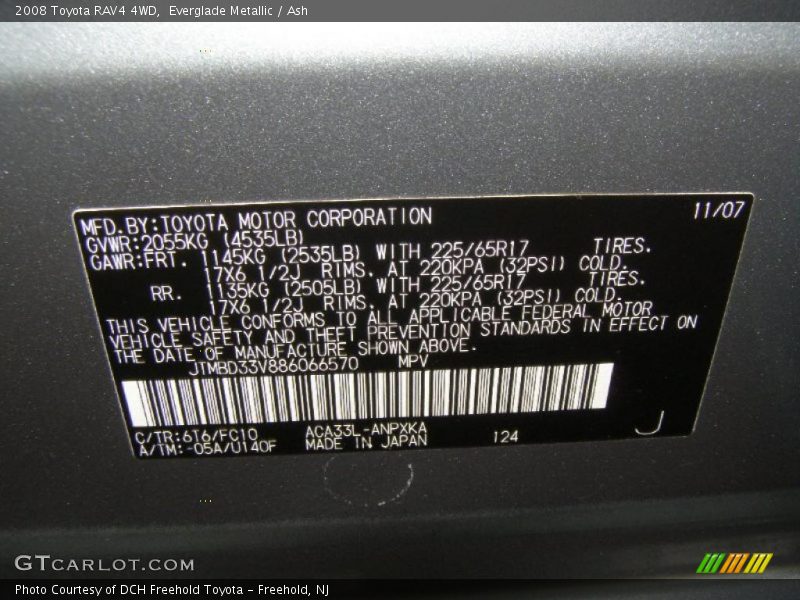 2008 Toyota RAV4 4WD, Everglade Metallic / Ash
MFD.BY:TOYOTA MOTOR CORPORATION 11/07
GVWR:2055KG (4535LB)
GAWR:FRT. 1145KG (2535LB) WITH 225/65R17 TIRES.
17X6 1/2J RIMS. AT 220KPA (32PSI) COLD.
RR. 1135KG (2505LB) WITH 225/65R17 TIRES.
17X6 1/2J RIMS. AT 220KPA (32PSI) COLD.
THIS VEHICLE CONFORMS TO ALL APPLICABLE FEDERAL MOTOR
VEHICLE SAFETY AND THEFT PREVENTION STANDARDS IN EFFECT ON
THE DATE OF MANUFACTURE SHOWN ABOVE.
JTMBD33V886066570 MPV
C/TR:6T6/FC10 ACA33L-ANPXKA
A/TM:-05A/U140F MADE IN JAPAN 124 J
GTCARLOT.COM
Photo Courtesy of DCH Freehold Toyota - Freehold, NJ